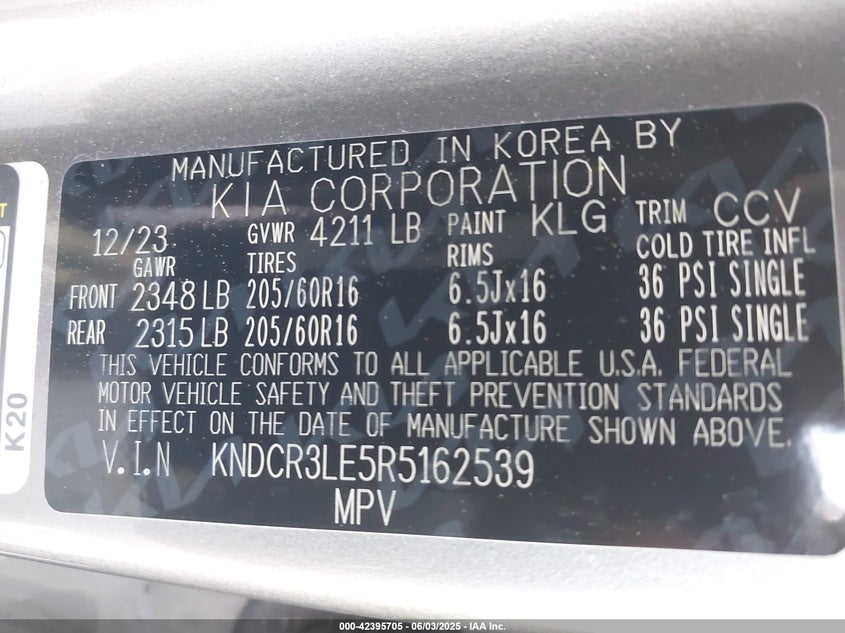 MANUFACTURED IN KOREA BY
KIA CORPORATION
12/23 GVWR 4211 LB PAINT KLG TRIM CCV
GAWR TIRES RIMS COLD TIRE INFL
FRONT 2348 LB 205/60R16 6.5Jx16 36 PSI SINGLE
REAR 2315 LB 205/60R16 6.5Jx16 36 PSI SINGLE
THIS VEHICLE CONFORMS TO ALL APPLICABLE U.S.A. FEDERAL
MOTOR VEHICLE SAFETY AND THEFT PREVENTION STANDARDS
IN EFFECT ON THE DATE OF MANUFACTURE SHOWN ABOVE.
V.I.N KNDCR3LE5R5162539
MPV
K20
000-42395705 - 06/03/2025 - IAA Inc.